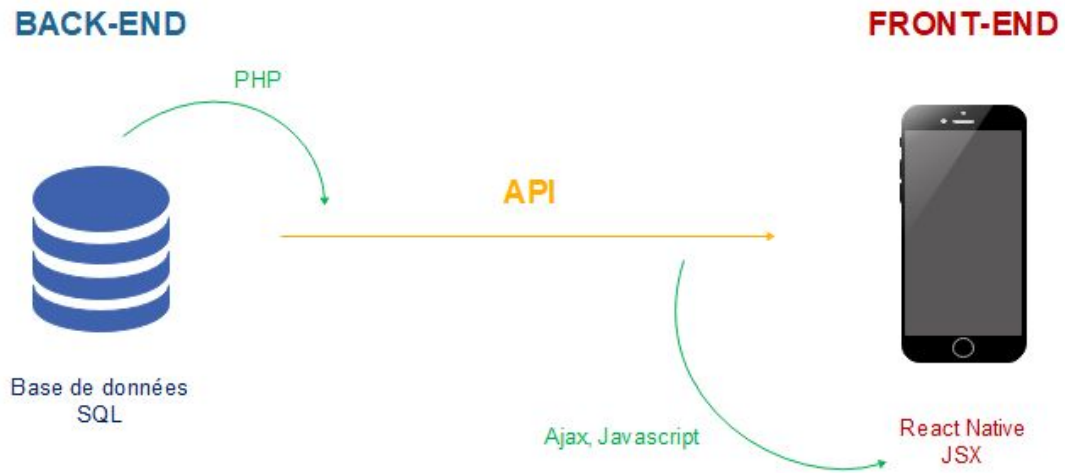 BACK-END
FRONT-END
PHP
API
Base de données
SQL
Ajax, Javascript
React Native
JSX